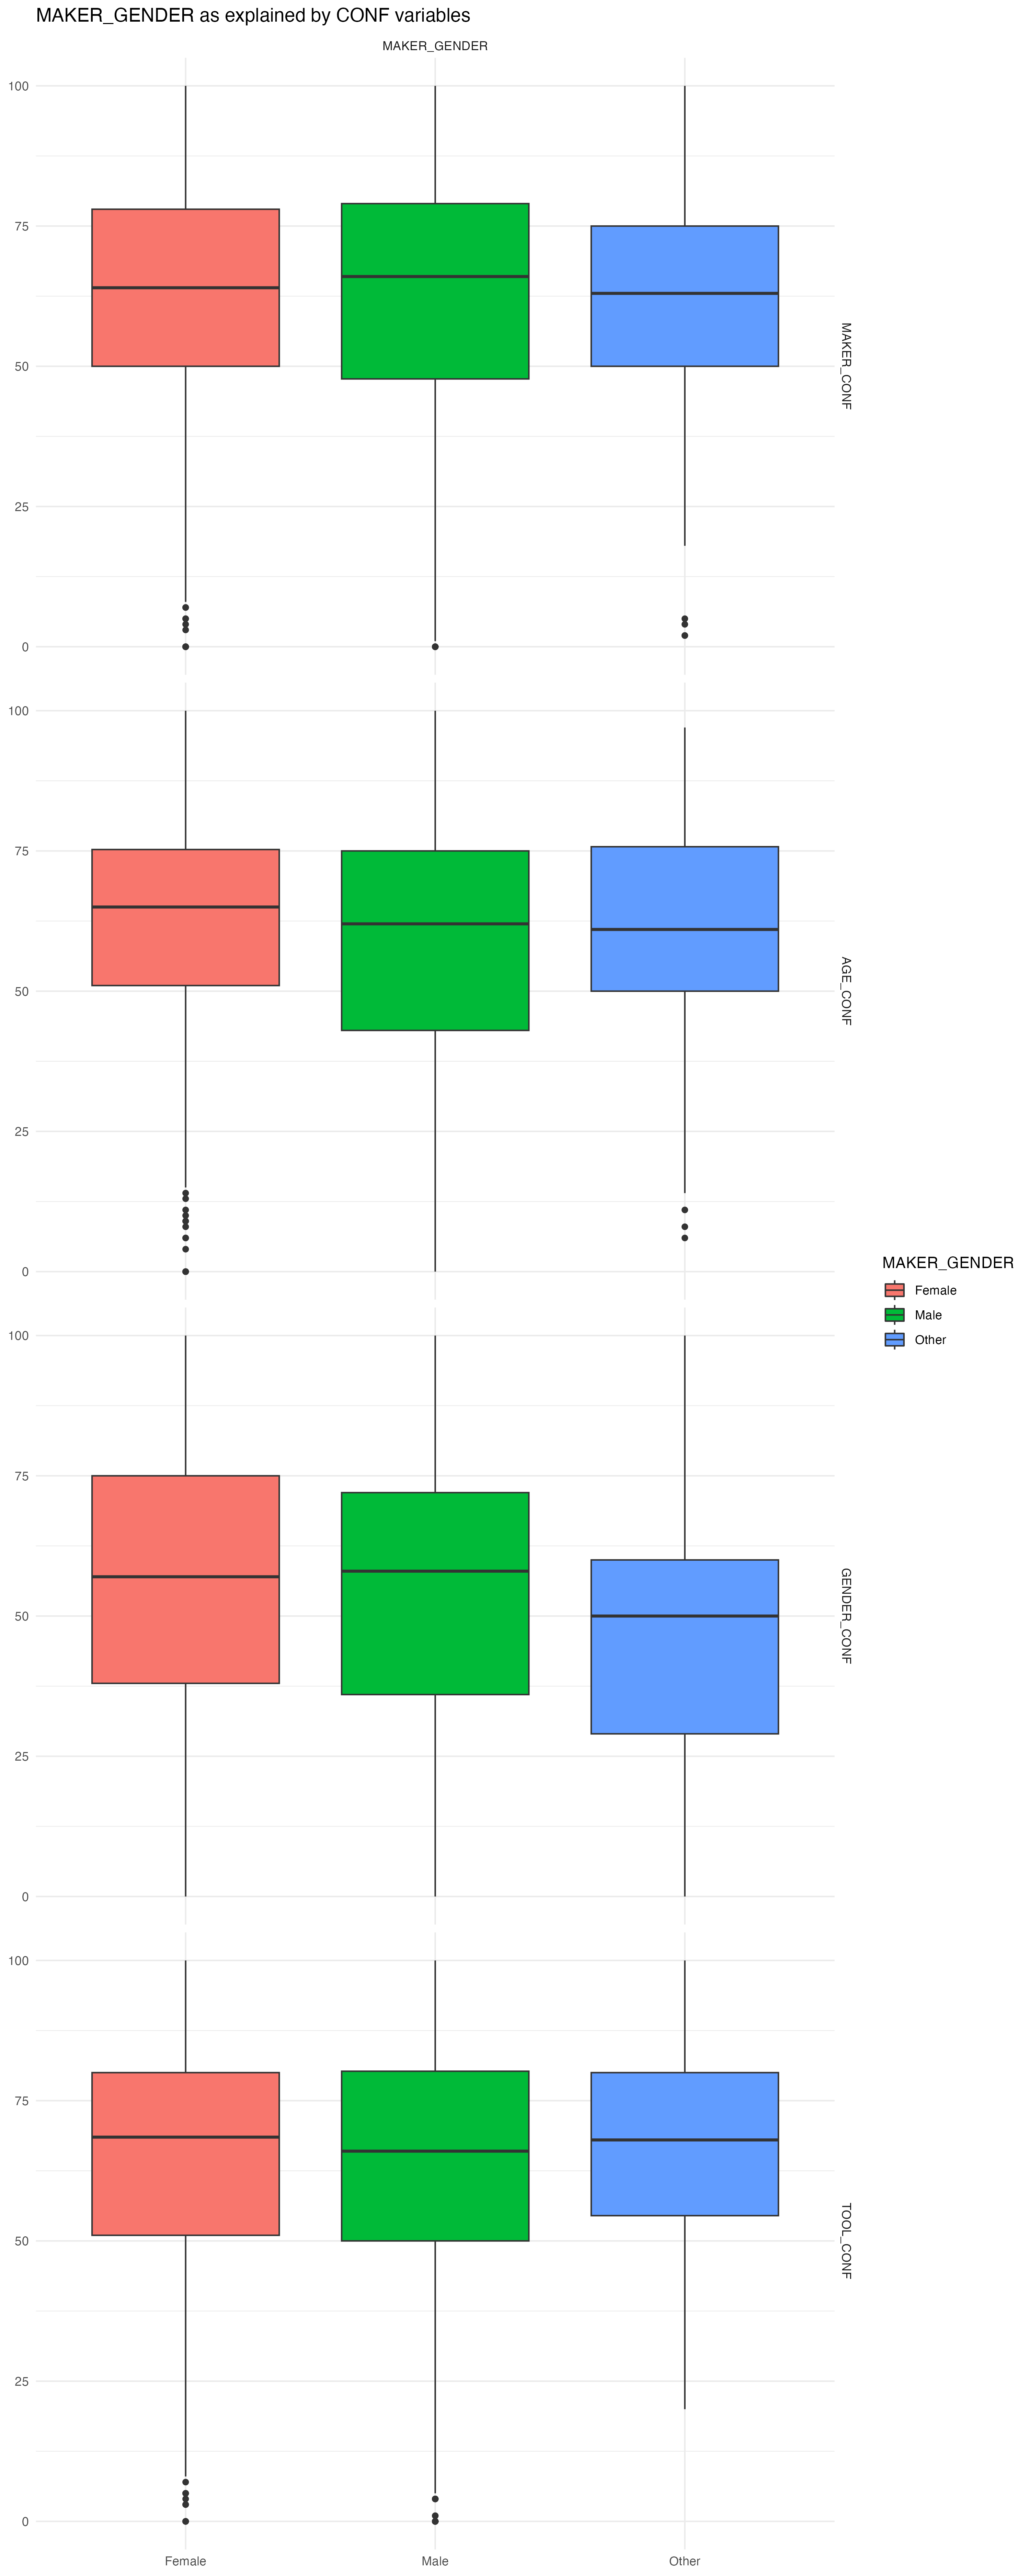 MAKER_GENDER as explained by CONF variables
MAKER_GENDER
100
75
50
25
0
MAKER_CONF
100
75
50
25
0
AGE_CONF
100
75
50
25
0
GENDER_CONF
100
75
50
25
0
TOOL_CONF
Female
Male
Other
MAKER_GENDER
Female
Male
Other